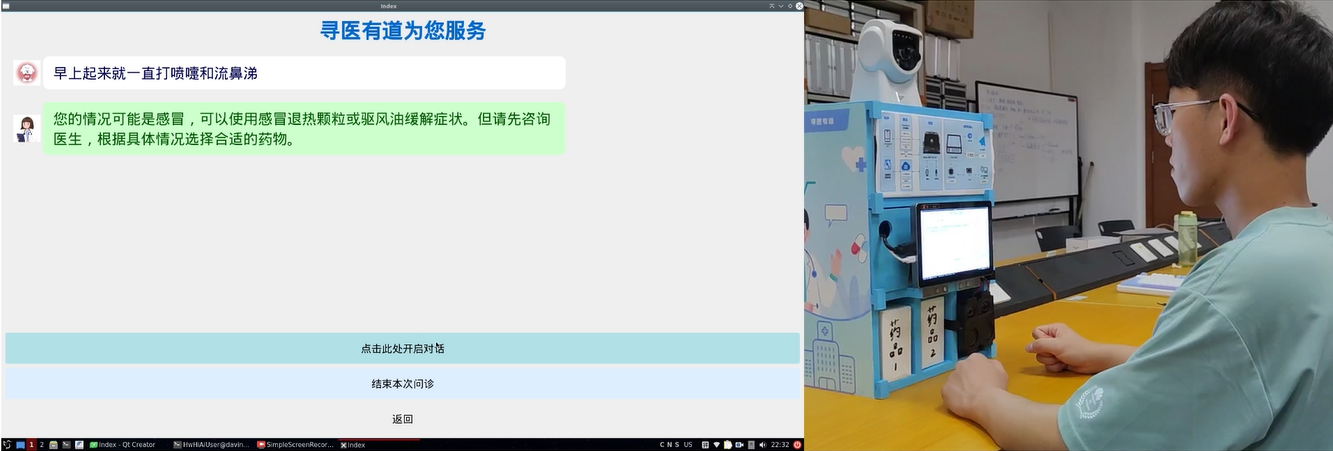 Index
寻医有道为您服务
早上起来就一直打喷嚏和流鼻涕
您的情况可能是感冒，可以使用感冒退热颗粒或驱风油缓解症状。但请先咨询
医生，根据具体情况选择合适的药物。
点击此处开启对话
结束本次问诊
返回
1 2 Index - Qt Creator HwHiAiUser@davin... SimpleScreenRecor... Index C N S US 22:32
寻医有道
药品1
药品2